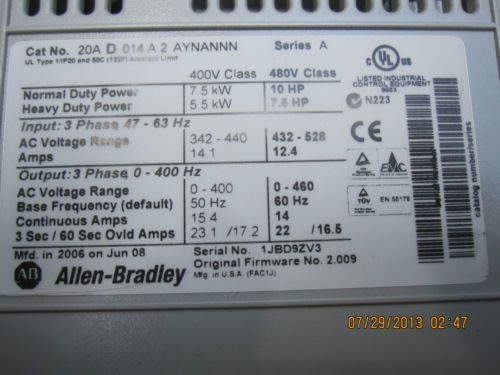 Cat No. 20A D 014 A 2 AYNANNN Series A
UL Type 1/IP20 and 50C (122F) Ambient Limit
400V Class 480V Class
Normal Duty Power 7.5 kW 10 HP
Heavy Duty Power 5.5 kW 7.5 HP
Input: 3 Phase, 47 - 63 Hz
AC Voltage Range 342 - 440 432 - 528
Amps 14.1 12.4
Output: 3 Phase, 0 - 400 Hz
AC Voltage Range 0 - 400 0 - 460
Base Frequency (default) 50 Hz 60 Hz
Continuous Amps 15.4 14
3 Sec / 60 Sec Ovld Amps 23.1 /17.2 22 /16.5
Mfd. in 2006 on Jun 08 Serial No. 1JBD9ZV3
Original Firmware No. 2.009
Mfg in U.S.A. (FAC1J)
AB Allen-Bradley
UL US
LISTED INDUSTRIAL
CONTROL EQUIPMENT
966X
N223
CE
EMC
TÜV
EN 50178
catalog number/series
07/29/2013 02:47